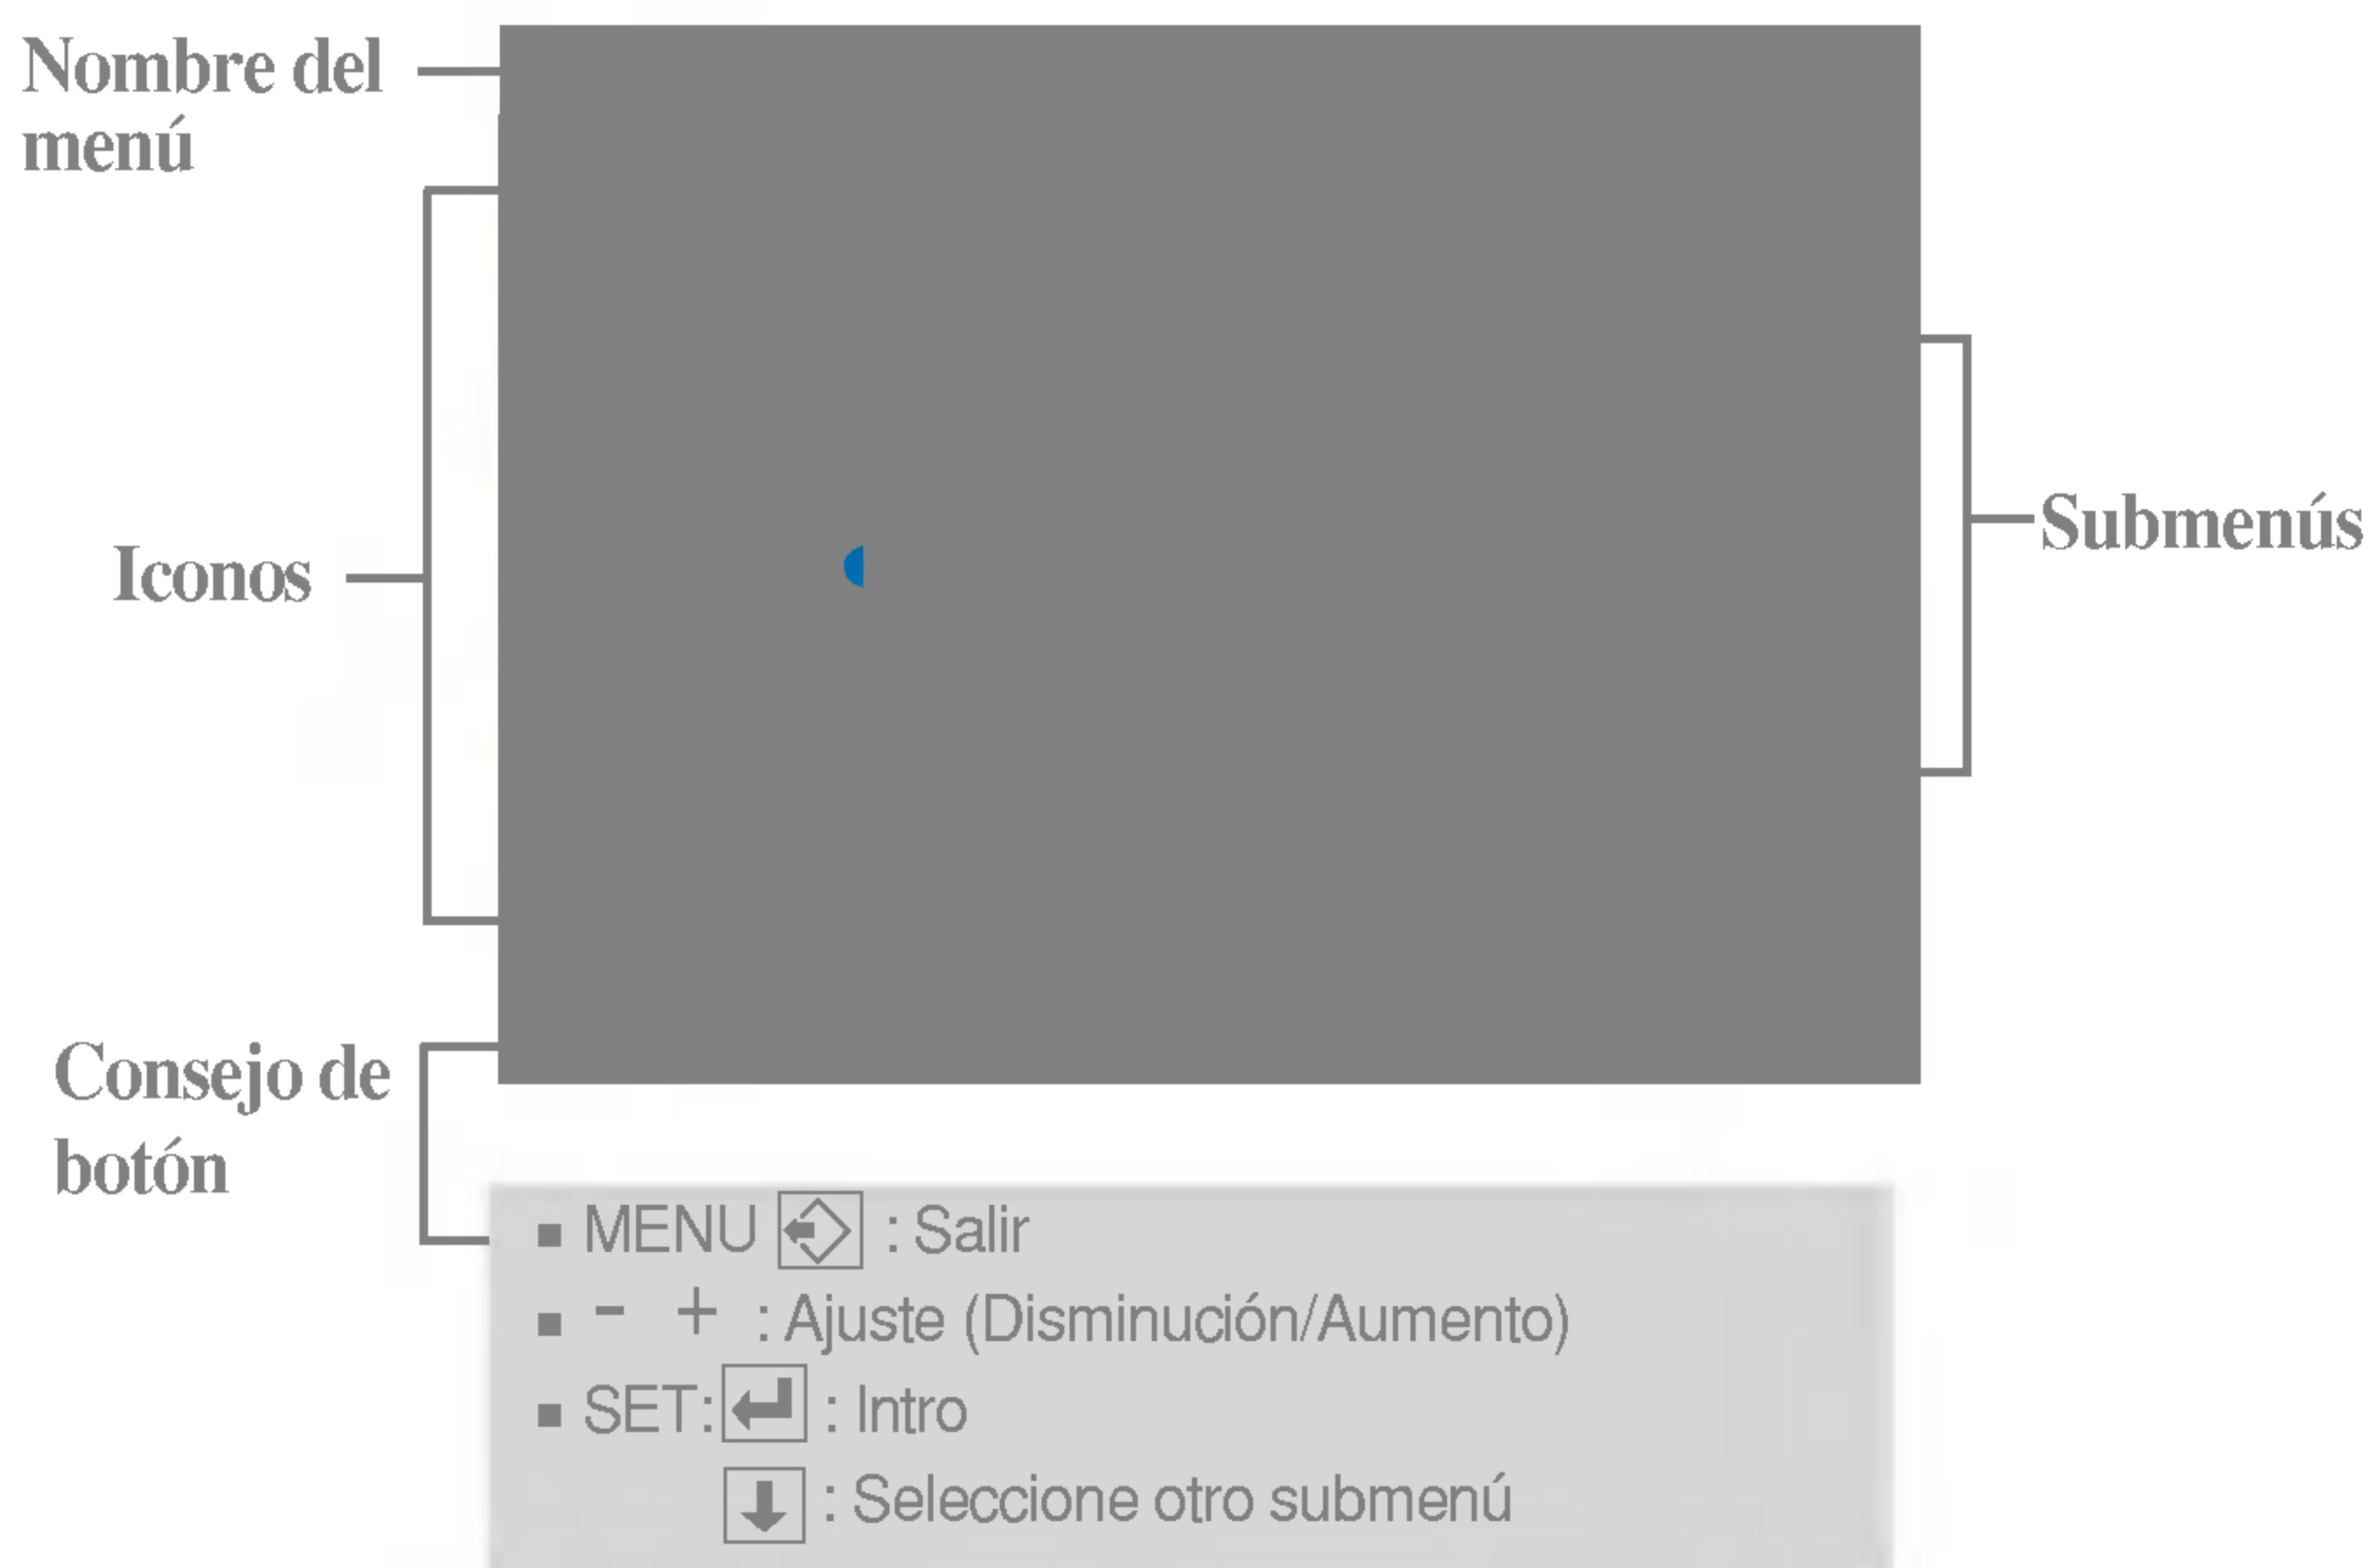 Nombre del
menú
Iconos
Submenús
Consejo de
botón
■ MENU : Salir
■ - + : Ajuste (Disminución/Aumento)
■ SET: : Intro
: Seleccione otro submenú